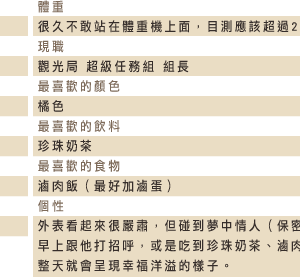 體重
很久不敢站在體重機上面，目測應該超過2
現職
觀光局 超級任務組 組長
最喜歡的顏色
橘色
最喜歡的飲料
珍珠奶茶
最喜歡的食物
滷肉飯（最好加滷蛋）
個性
外表看起來很嚴肅，但碰到夢中情人（保密
早上跟他打招呼，或是吃到珍珠奶茶、滷肉
整天就會呈現幸福洋溢的樣子。